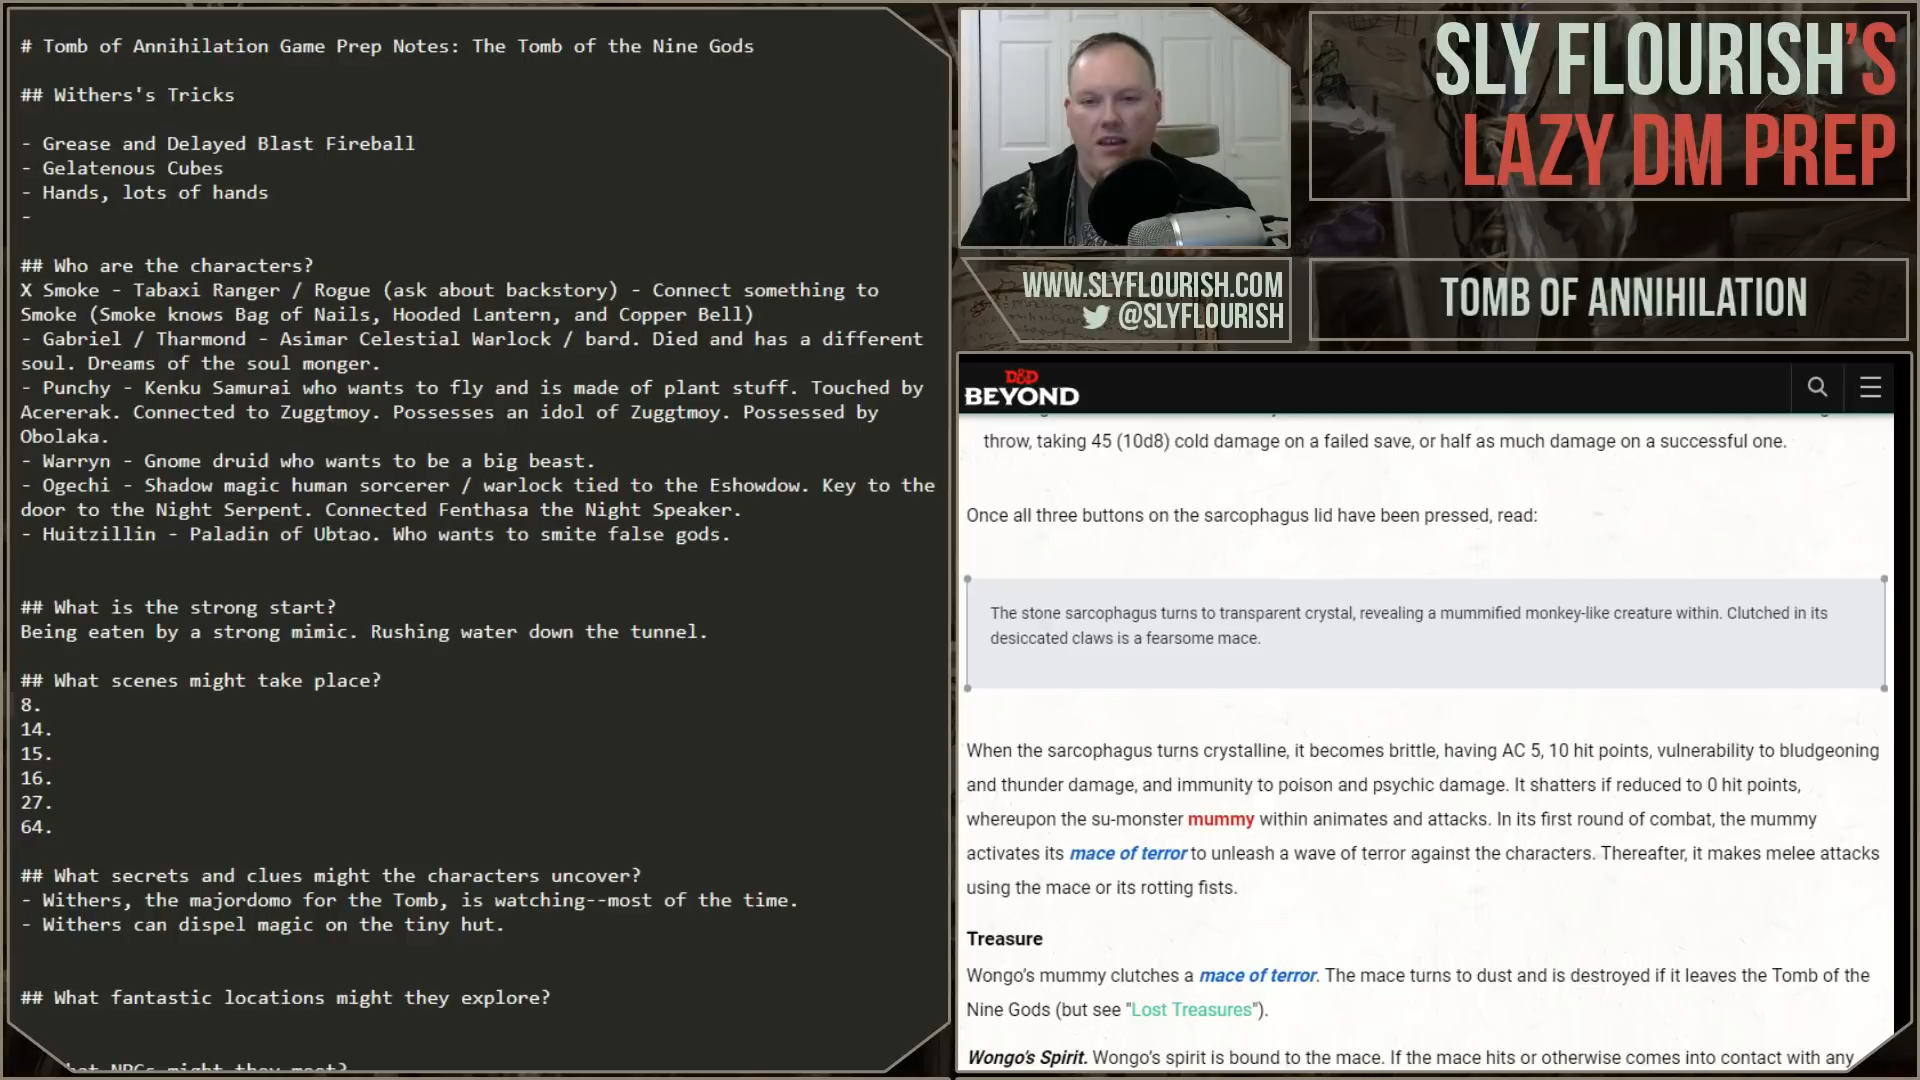 # Tomb of Annihilation Game Prep Notes: The Tomb of the Nine Gods
## Withers's Tricks
- Grease and Delayed Blast Fireball
- Gelatenous Cubes
- Hands, lots of hands
-
## Who are the characters?
X Smoke - Tabaxi Ranger / Rogue (ask about backstory) - Connect something to
Smoke (Smoke knows Bag of Nails, Hooded Lantern, and Copper Bell)
- Gabriel / Tharmond - Asimar Celestial Warlock / bard. Died and has a different
soul. Dreams of the soul monger.
- Punchy - Kenku Samurai who wants to fly and is made of plant stuff. Touched by
Acererak. Connected to Zuggtmoy. Possesses an idol of Zuggtmoy. Possessed by
Obolaka.
- Warryn - Gnome druid who wants to be a big beast.
- Ogechi - Shadow magic human sorcerer / warlock tied to the Eshowdow. Key to the
door to the Night Serpent. Connected Fenthasa the Night Speaker.
- Huitzillin - Paladin of Ubtao. Who wants to smite false gods.
## What is the strong start?
Being eaten by a strong mimic. Rushing water down the tunnel.
## What scenes might take place?
8.
14.
15.
16.
27.
64.
## What secrets and clues might the characters uncover?
- Withers, the majordomo for the Tomb, is watching--most of the time.
- Withers can dispel magic on the tiny hut.
## What fantastic locations might they explore?
NPCs might they meet?
SLY FLOURISH'S
LAZY DM PREP
WWW.SLYFLOURISH.COM
@SLYFLOURISH
TOMB OF ANNIHILATION
D&D
BEYOND
throw, taking 45 (10d8) cold damage on a failed save, or half as much damage on a successful one.
Once all three buttons on the sarcophagus lid have been pressed, read:
The stone sarcophagus turns to transparent crystal, revealing a mummified monkey-like creature within. Clutched in its
desiccated claws is a fearsome mace.
When the sarcophagus turns crystalline, it becomes brittle, having AC 5, 10 hit points, vulnerability to bludgeoning
and thunder damage, and immunity to poison and psychic damage. It shatters if reduced to 0 hit points,
whereupon the su-monster mummy within animates and attacks. In its first round of combat, the mummy
activates its mace of terror to unleash a wave of terror against the characters. Thereafter, it makes melee attacks
using the mace or its rotting fists.
Treasure
Wongo's mummy clutches a mace of terror. The mace turns to dust and is destroyed if it leaves the Tomb of the
Nine Gods (but see "Lost Treasures").
Wongo's Spirit. Wongo's spirit is bound to the mace. If the mace hits or otherwise comes into contact with any